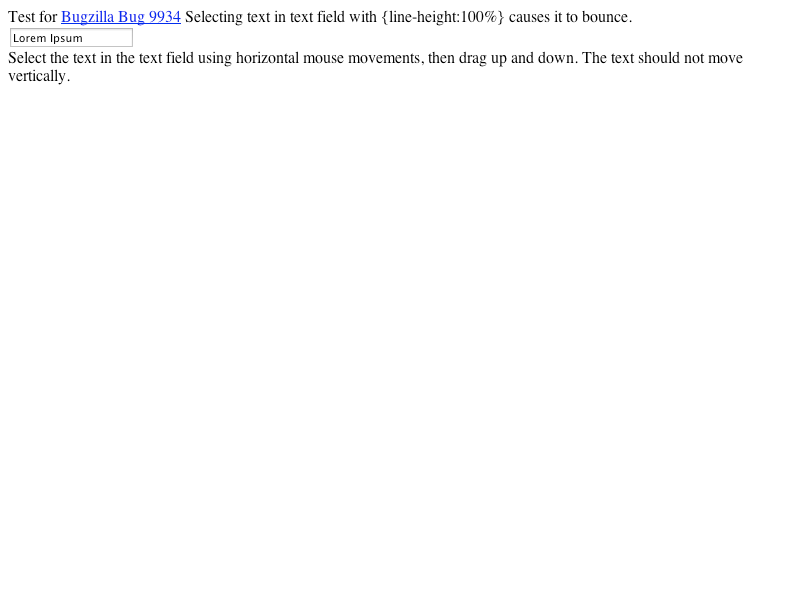 Test for Bugzilla Bug 9934 Selecting text in text field with {line-height:100%} causes it to bounce.
Lorem Ipsum
Select the text in the text field using horizontal mouse movements, then drag up and down. The text should not move
vertically.